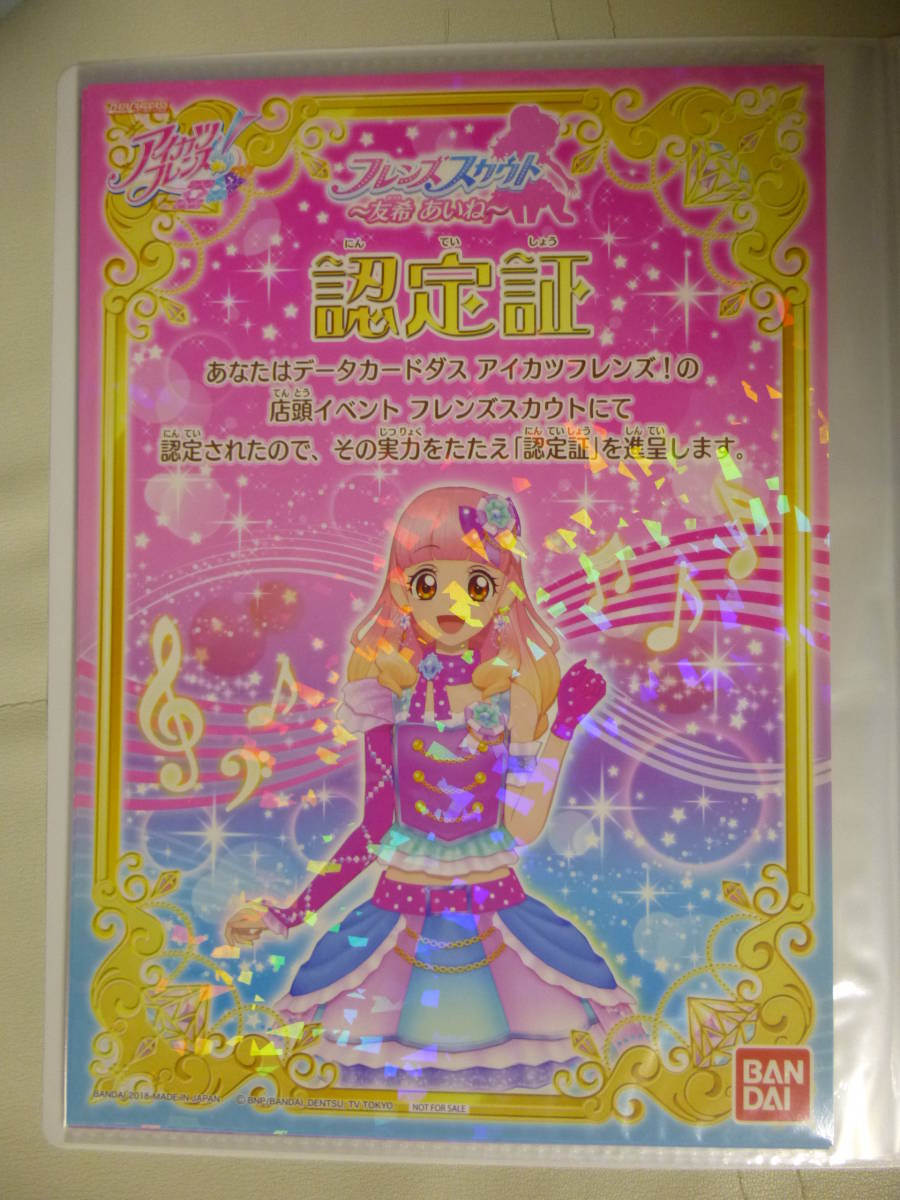 アイカツ
フレンズ!
フレンズスカウト
~友希 あいね~
にん てい しょう
認定証
あなたはデータカードダス アイカツフレンズ!の
てんとう
店頭イベント フレンズスカウトにて
にんてい じつりょく にんていしょう しんてい
認定されたので、その実力をたたえ「認定証」を進呈します。
BAN
DAI
BANDAI 2018 MADE IN JAPAN ©BNP/BANDAI, DENTSU, TV TOKYO NOT FOR SALE